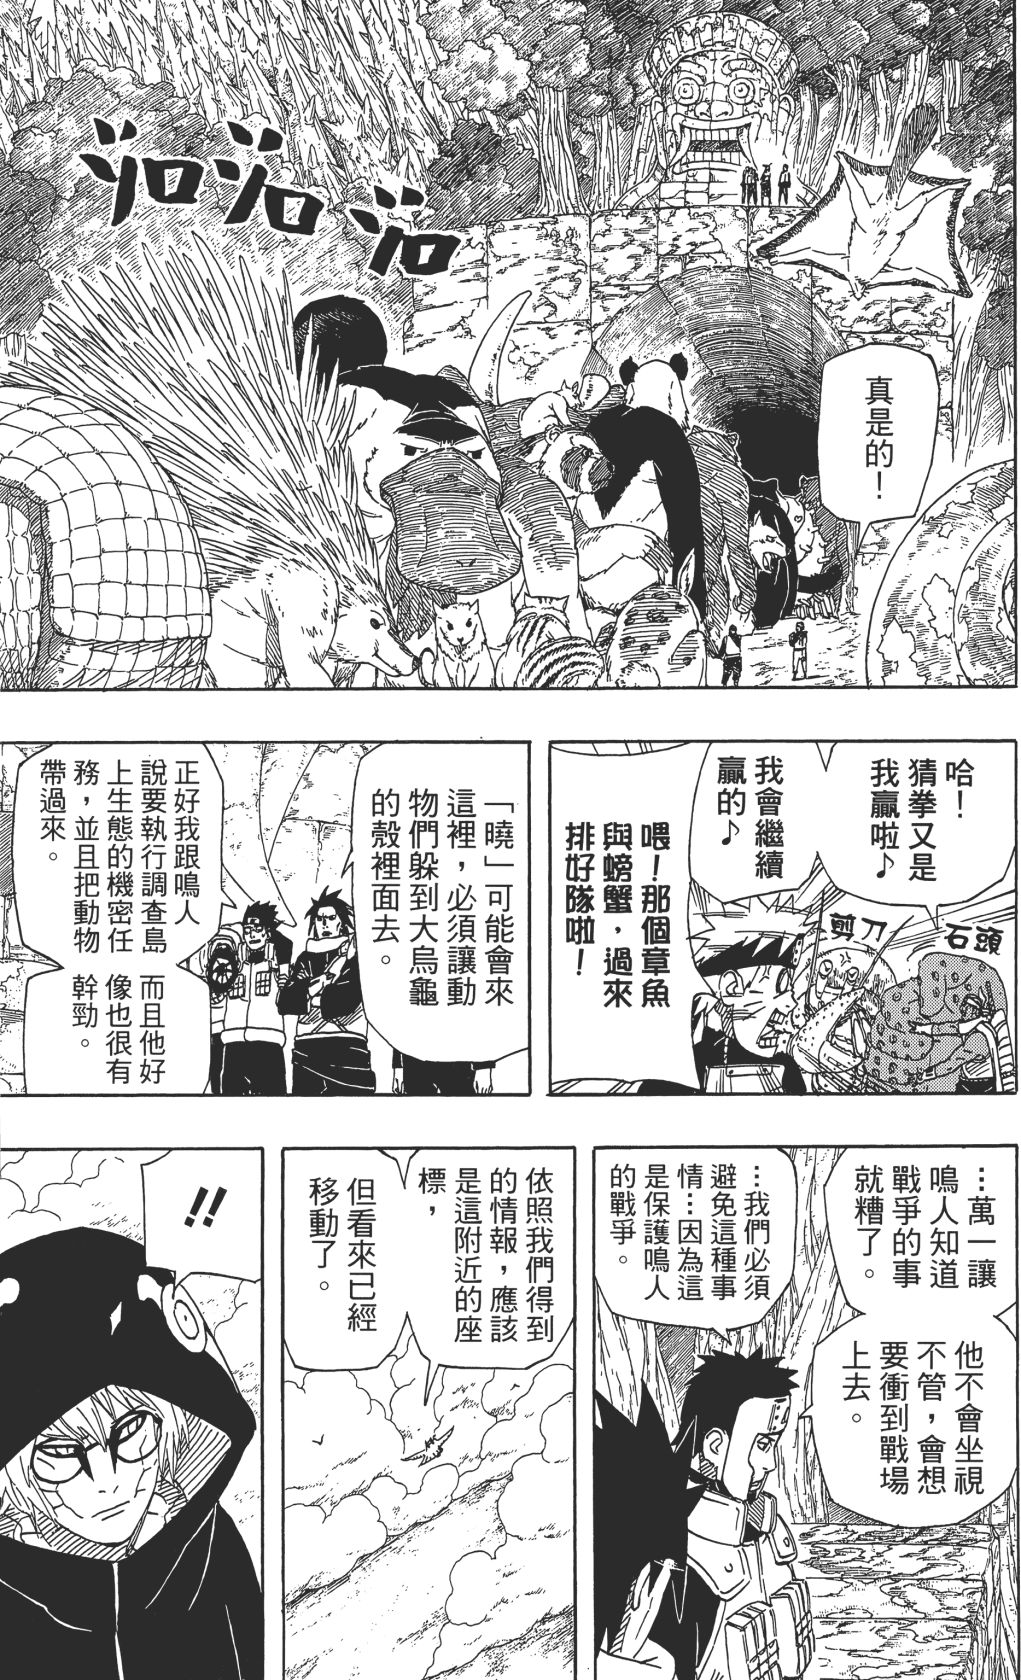 ゾロゾロ
ゾロ
真是的！
哈！
猜拳又是
我贏啦♪
我會繼續
贏的♪
剪刀
石頭
喂！那個章魚
與螃蟹，過來
排好隊啦！
「曉」可能會來
這裡，必須讓動
物們躲到大烏龜
的殼裡面去。
正好我跟鳴人
說要執行調查島
上生態的機密任
務，並且把動物
帶過來。
而且他好
像也很有
幹勁。
…萬一讓
鳴人知道
戰爭的事
就糟了。
他不會坐視
不管，會想
要衝到戰場
上去。
…我們必須
避免這種事
情…因為這
是保護鳴人
的戰爭。
依照我們得到
的情報，應該
是這附近的座
標，
但看來已經
移動了。
!!